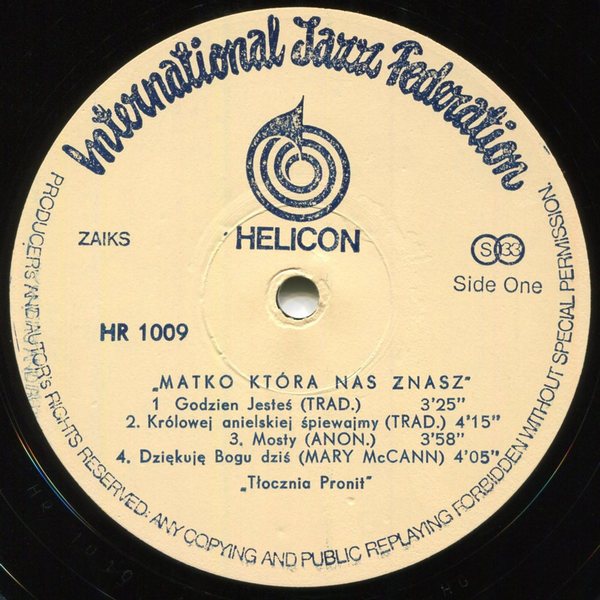 International Jazz Federation
HELICON
ZAIKS
S 33
Side One
HR 1009
„MATKO KTÓRA NAS ZNASZ"
1 Godzien Jesteś (TRAD.) 3'25"
2. Królowej anielskiej śpiewajmy (TRAD.) 4'15"
3. Mosty (ANON.) 3'58"
4. Dziękuję Bogu dziś (MARY McCANN) 4'05"
„Tłocznia Pronit"
PRODUCER'S AND AUTOR'S RIGHTS RESERVED: ANY COPYING AND PUBLIC REPLAYING FORBIDDEN WITHOUT SPECIAL PERMISSION.